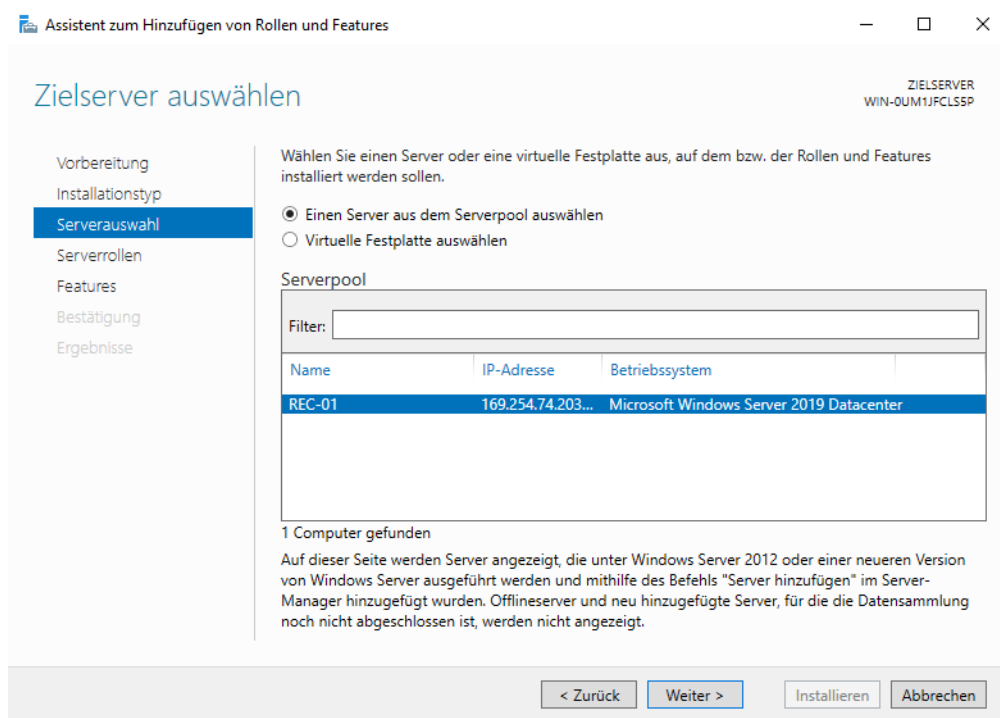 Assistent zum Hinzufügen von Rollen und Features
Zielserver auswählen
ZIELSERVER
WIN-0UM1JFCLS5P
Vorbereitung
Installationstyp
Serverauswahl
Serverrollen
Features
Bestätigung
Ergebnisse
Wählen Sie einen Server oder eine virtuelle Festplatte aus, auf dem bzw. der Rollen und Features
installiert werden sollen.
Einen Server aus dem Serverpool auswählen
Virtuelle Festplatte auswählen
Serverpool
Filter:
Name IP-Adresse Betriebssystem
REC-01 169.254.74.203... Microsoft Windows Server 2019 Datacenter
1 Computer gefunden
Auf dieser Seite werden Server angezeigt, die unter Windows Server 2012 oder einer neueren Version
von Windows Server ausgeführt werden und mithilfe des Befehls "Server hinzufügen" im Server-
Manager hinzugefügt wurden. Offlineserver und neu hinzugefügte Server, für die die Datensammlung
noch nicht abgeschlossen ist, werden nicht angezeigt.
< Zurück Weiter > Installieren Abbrechen